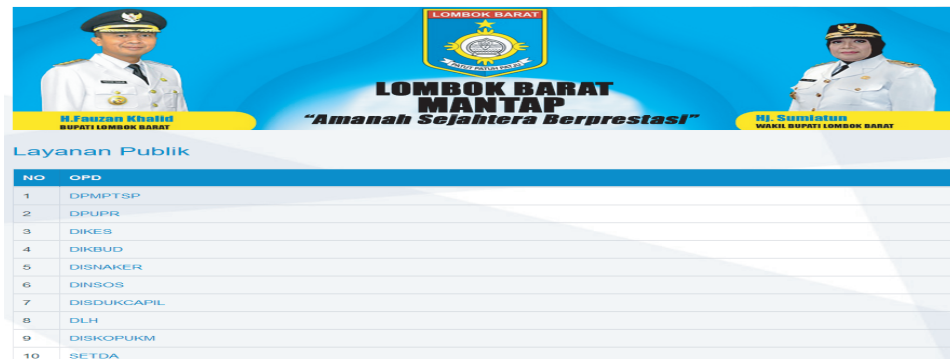 LOMBOK BARAT
PATUT PATUH PATJU
LOMBOK BARAT
MANTAP
"Amanah Sejahtera Berprestasi"
H.Fauzan Khalid
BUPATI LOMBOK BARAT
Hj. Sumiatun
WAKIL BUPATI LOMBOK BARAT
Layanan Publik
NO OPD
1 DPMPTSP
2 DPUPR
3 DIKES
4 DIKBUD
5 DISNAKER
6 DINSOS
7 DISDUKCAPIL
8 DLH
9 DISKOPUKM
10 SETDA